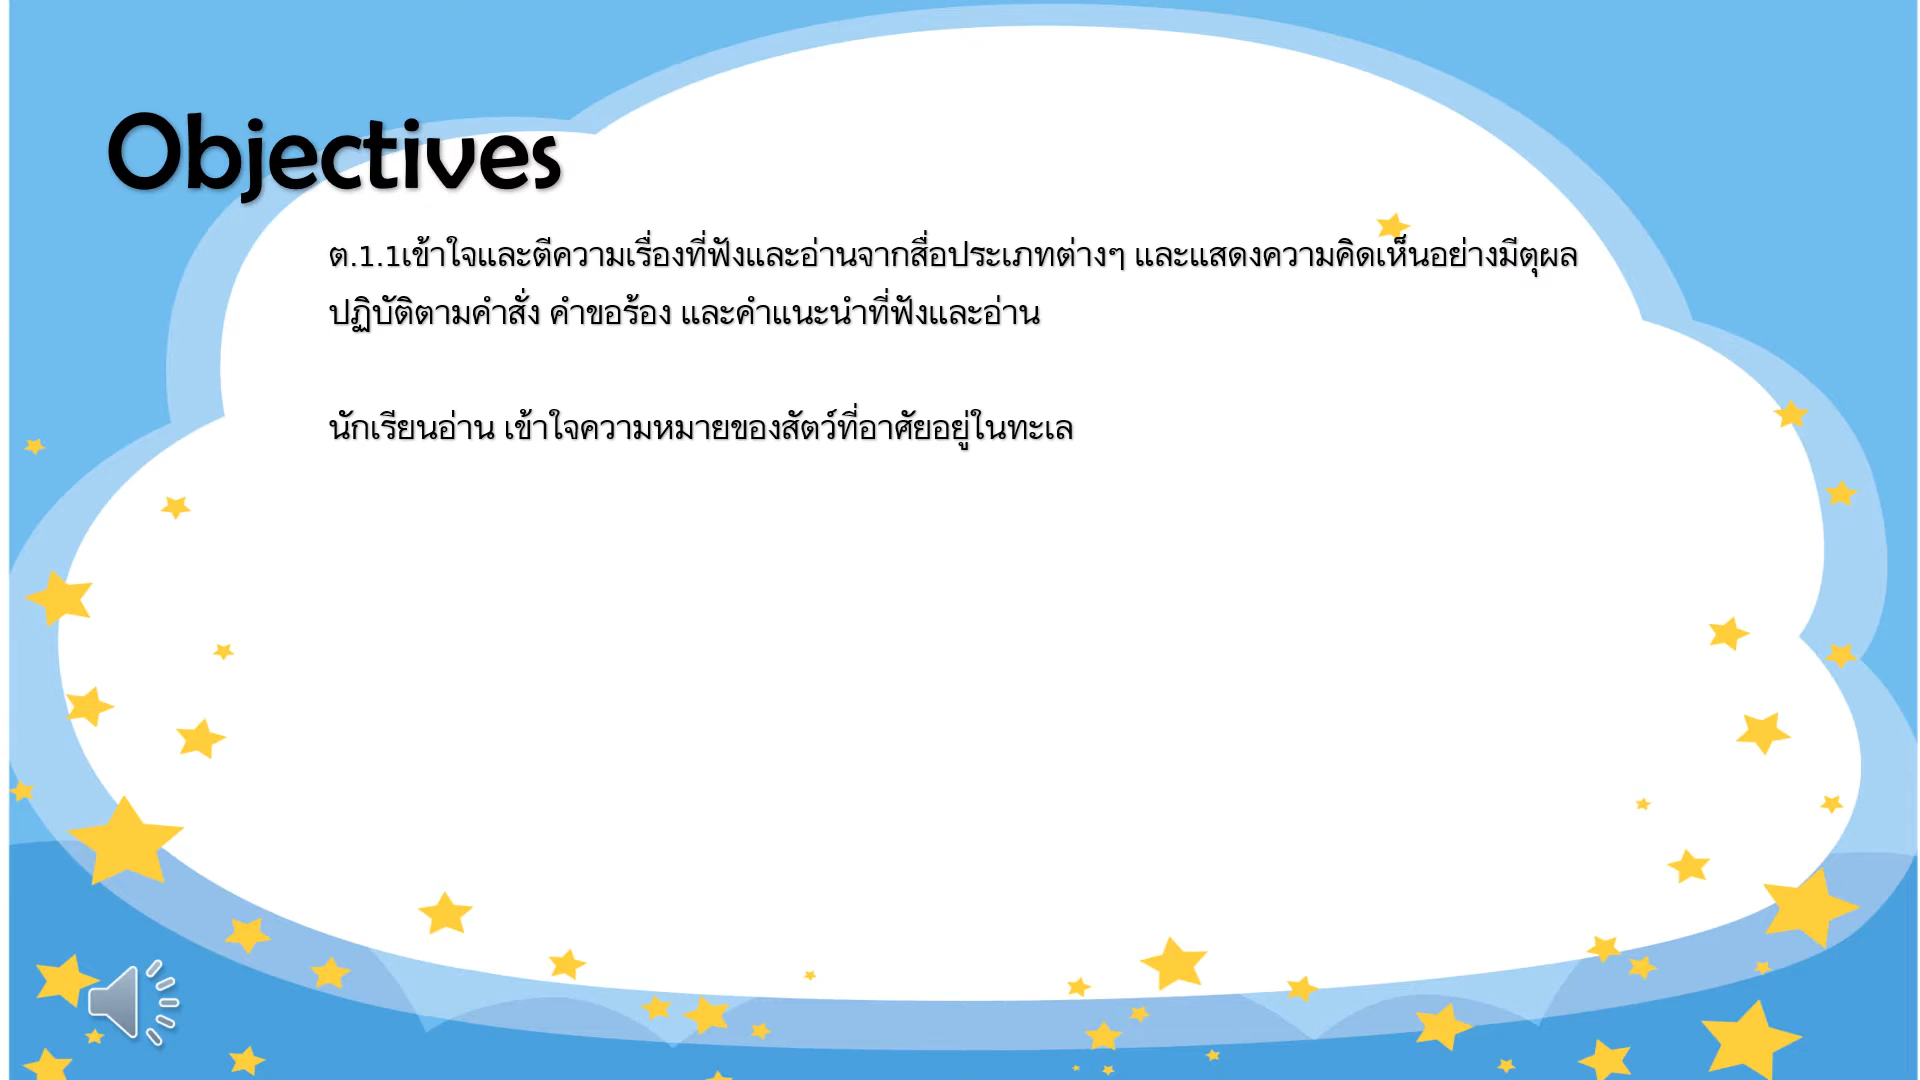 Objectives
ต.1.1เข้าใจและตีความเรื่องที่ฟังและอ่านจากสื่อประเภทต่างๆ และแสดงความคิดเห็นอย่างมีตุผล
ปฏิบัติตามคำสั่ง คำขอร้อง และคำแนะนำที่ฟังและอ่าน
นักเรียนอ่าน เข้าใจความหมายของสัตว์ที่อาศัยอยู่ในทะเล